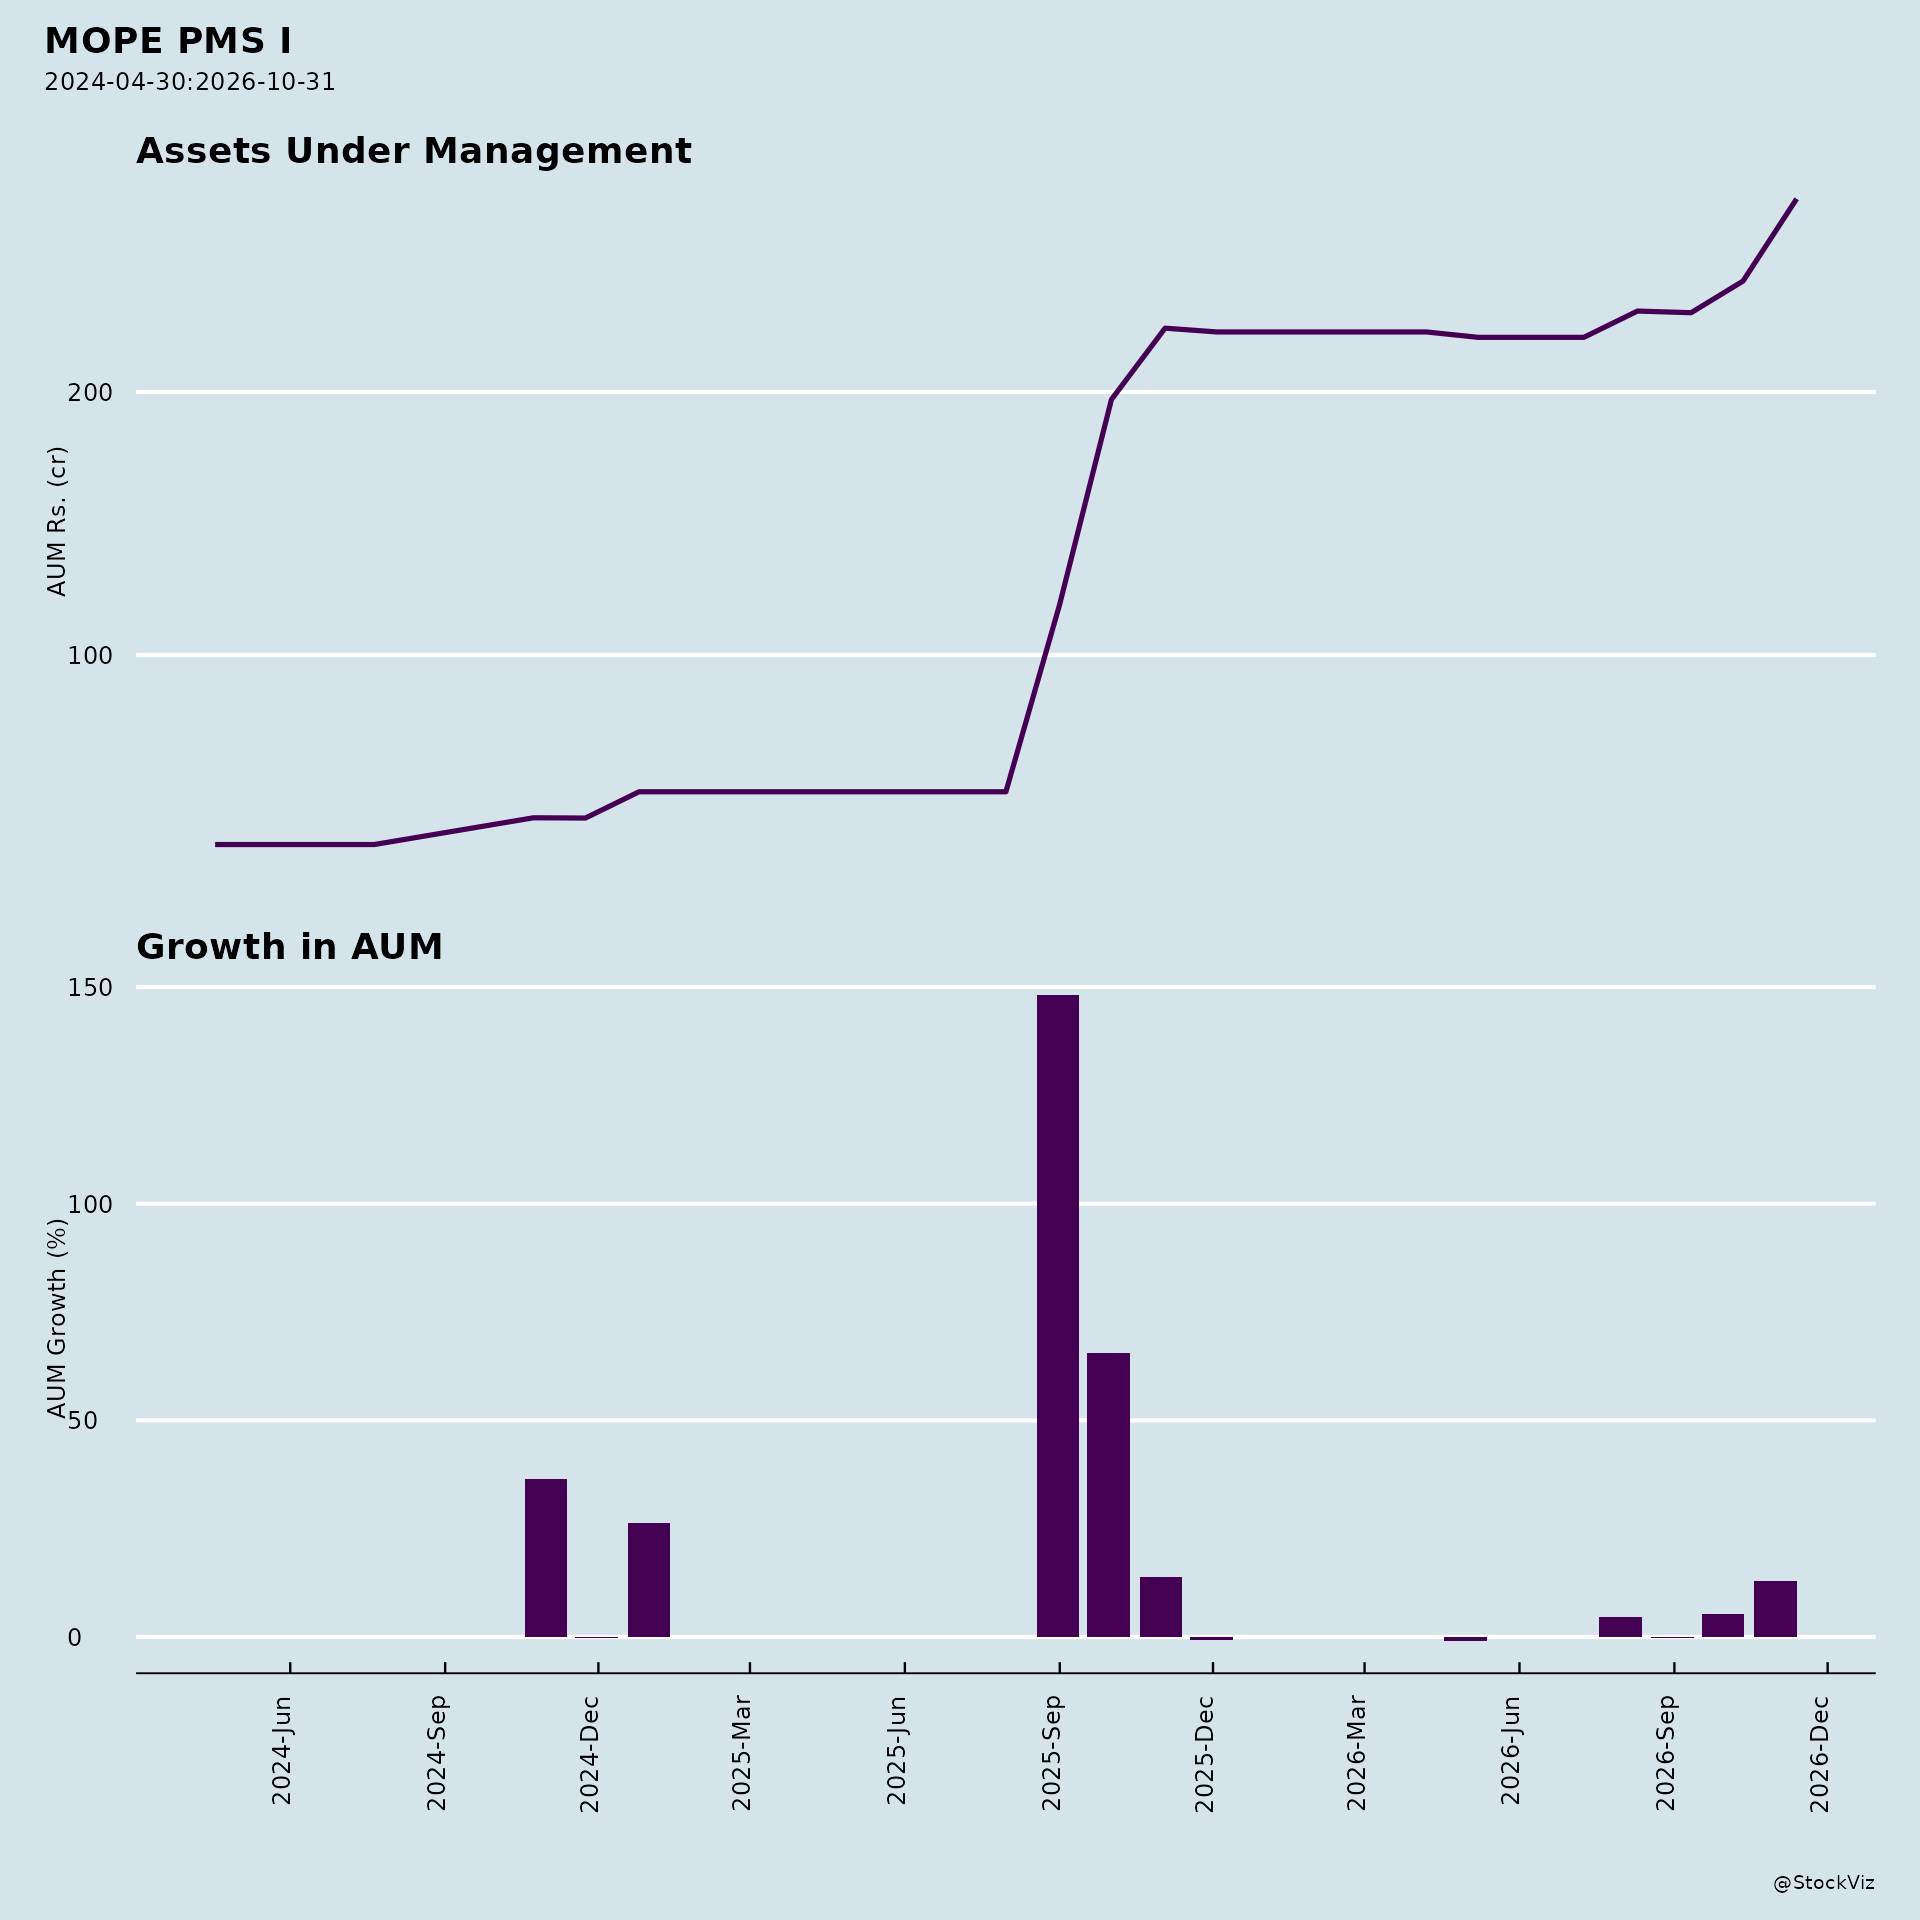 MOPE PMS I
2024-04-30:2026-10-31
Assets Under Management
AUM Rs. (cr)
200
100
Growth in AUM
AUM Growth (%)
150
100
50
0
2024-Jun
2024-Sep
2024-Dec
2025-Mar
2025-Jun
2025-Sep
2025-Dec
2026-Mar
2026-Jun
2026-Sep
2026-Dec
@StockViz